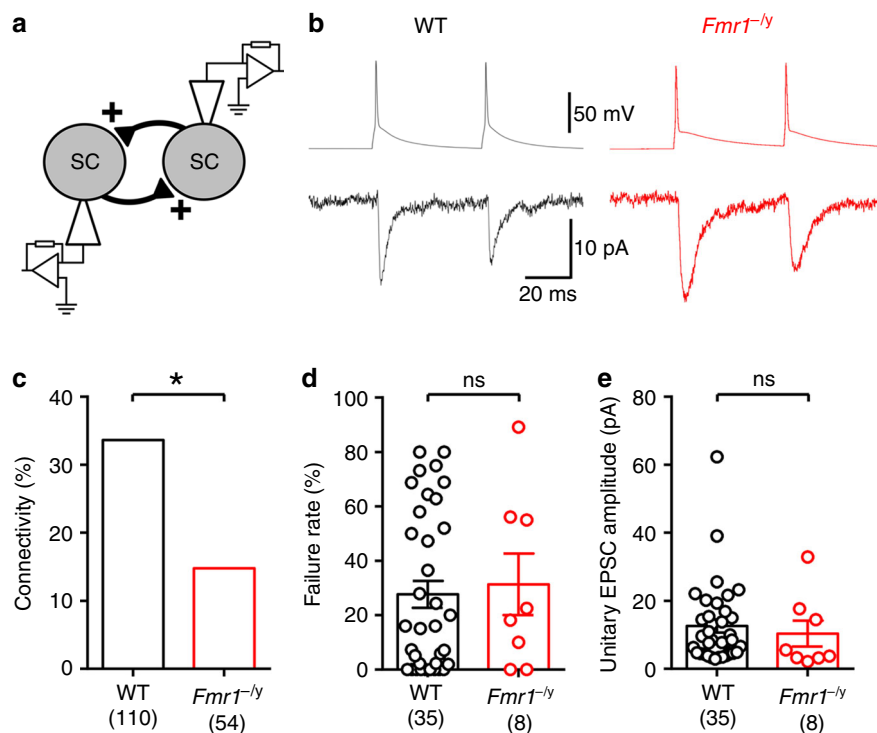 a
SC
SC
+
+
b
WT
Fmr1–/y
50 mV
10 pA
20 ms
c
*
Connectivity (%)
40
30
20
10
0
WT
(110)
Fmr1–/y
(54)
d
ns
Failure rate (%)
100
80
60
40
20
0
WT
(35)
Fmr1–/y
(8)
e
ns
Unitary EPSC amplitude (pA)
80
60
40
20
0
WT
(35)
Fmr1–/y
(8)